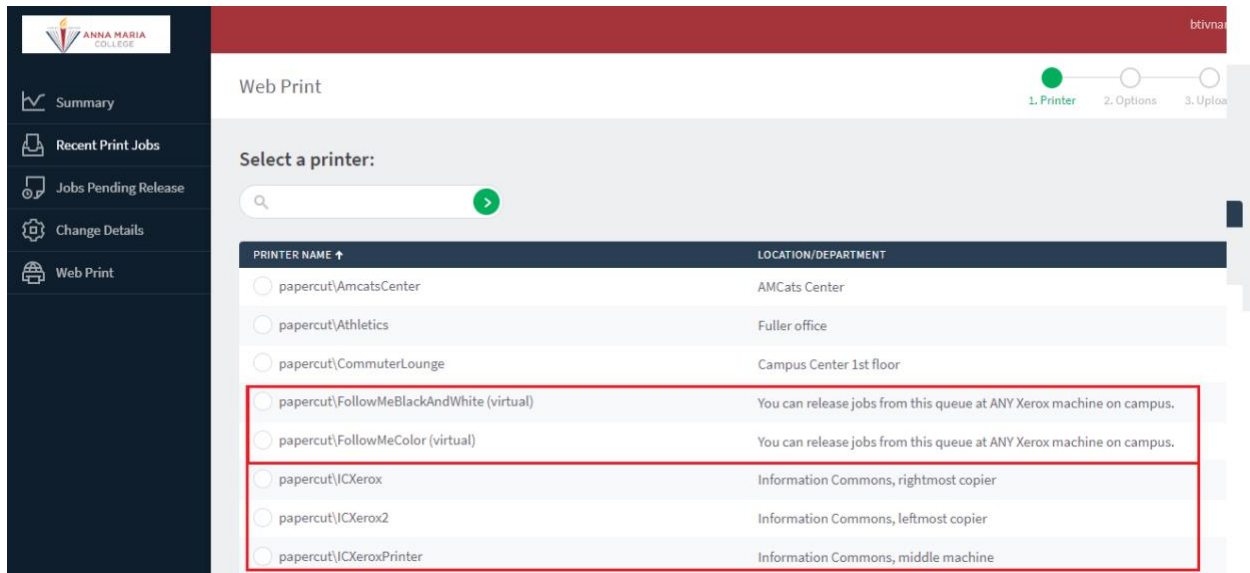 ANNA MARIA
COLLEGE
btivnar
Summary
Recent Print Jobs
Jobs Pending Release
Change Details
Web Print
Web Print
1. Printer 2. Options 3. Uploa
Select a printer:
PRINTER NAME ↑ LOCATION/DEPARTMENT
papercut\AmcatsCenter AMCats Center
papercut\Athletics Fuller office
papercut\CommuterLounge Campus Center 1st floor
papercut\FollowMeBlackAndWhite (virtual) You can release jobs from this queue at ANY Xerox machine on campus.
papercut\FollowMeColor (virtual) You can release jobs from this queue at ANY Xerox machine on campus.
papercut\ICXerox Information Commons, rightmost copier
papercut\ICXerox2 Information Commons, leftmost copier
papercut\ICXeroxPrinter Information Commons, middle machine